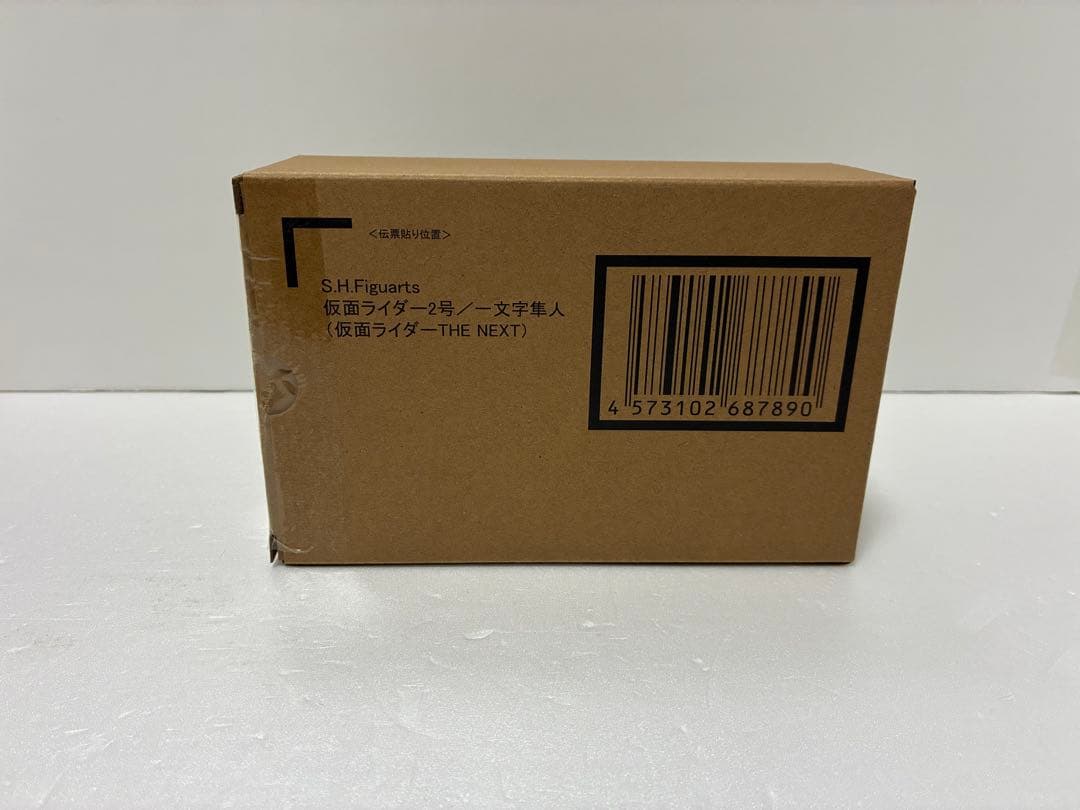 <伝票貼り位置>
S.H.Figuarts
仮面ライダー2号/一文字隼人
(仮面ライダーTHE NEXT)
4 573102 687890